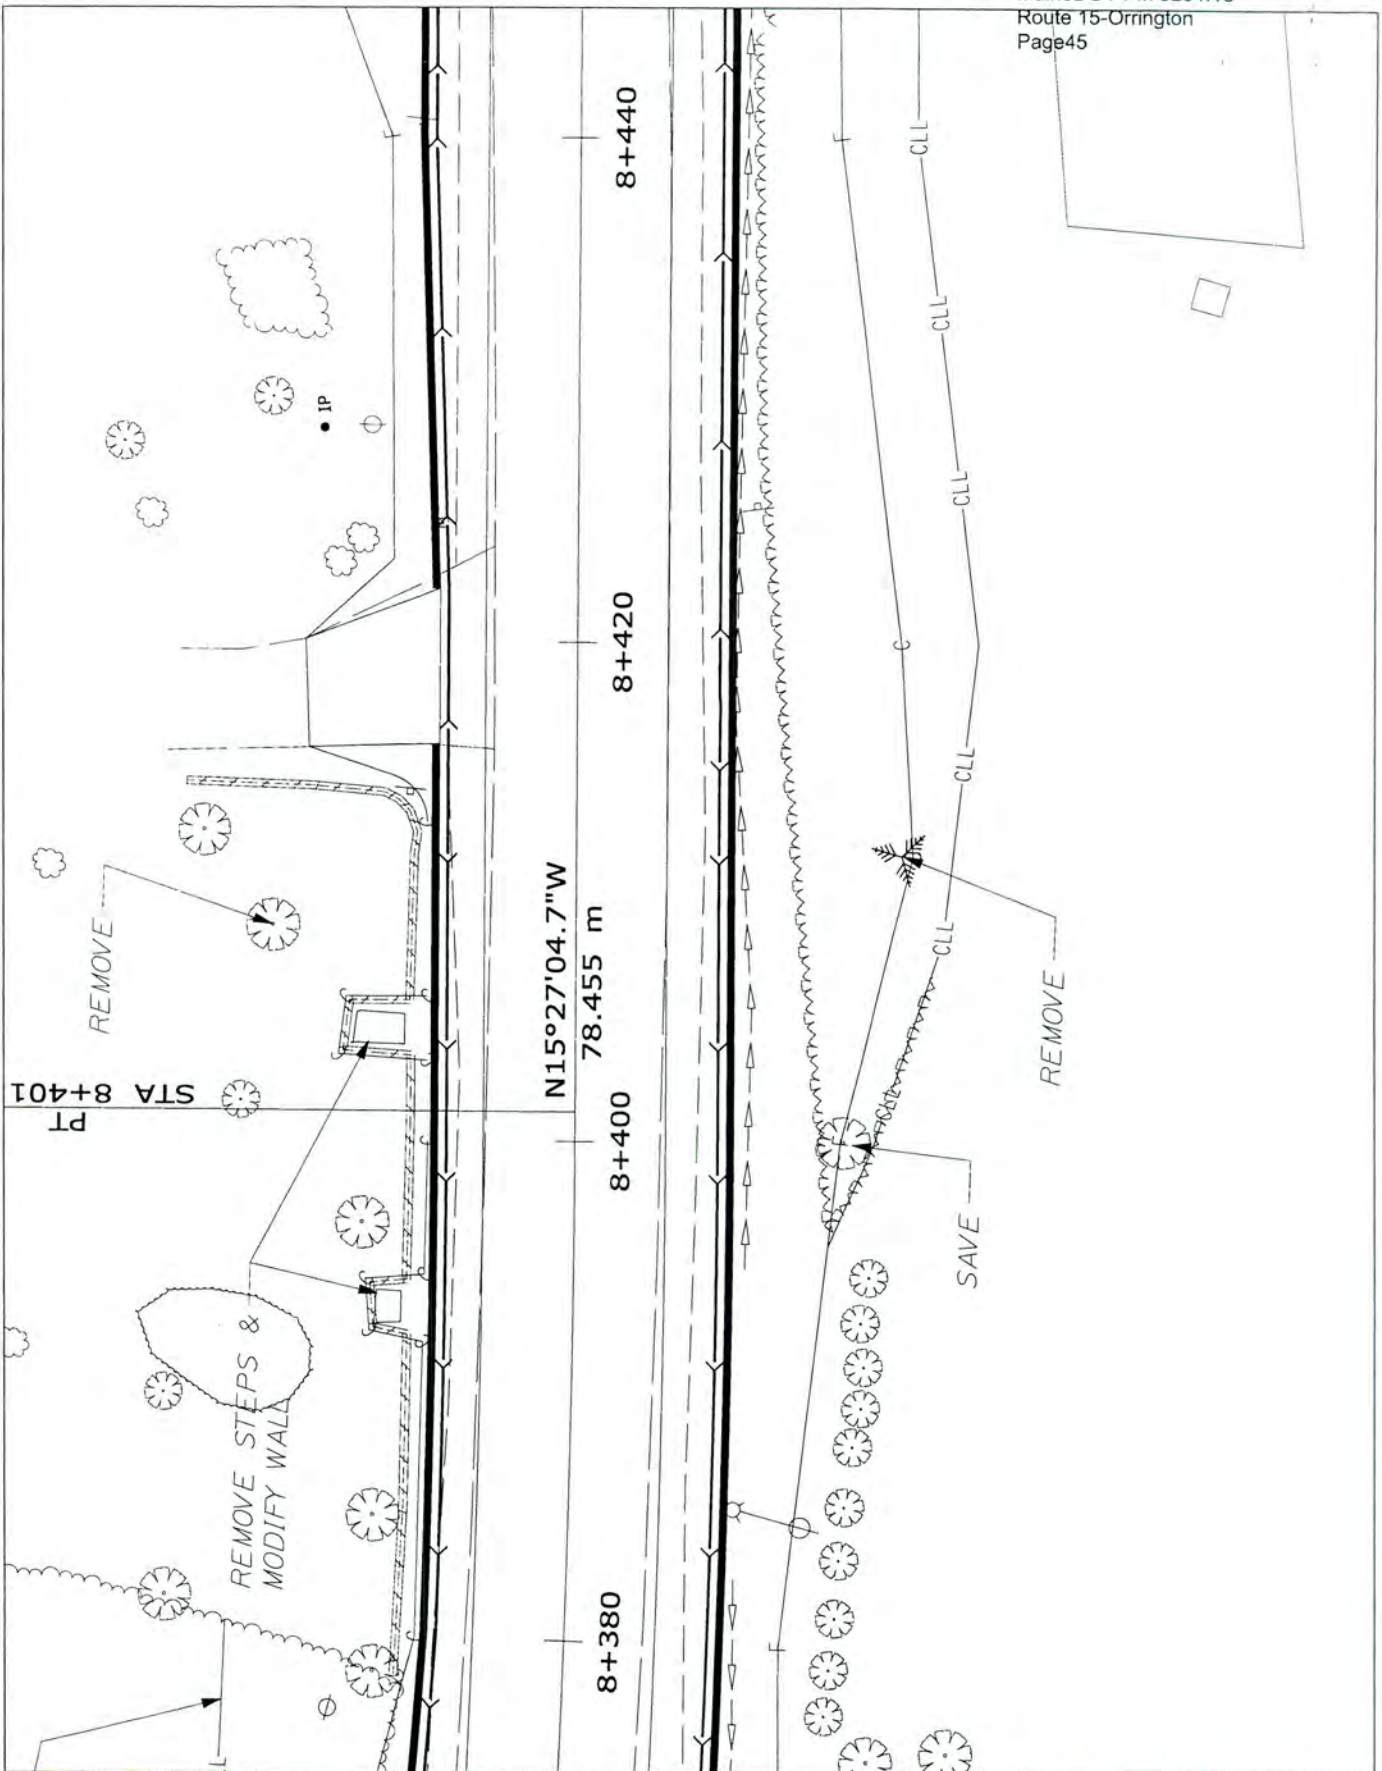 Route 15-Orrington
Page45
8+440
CLL
F
CLL
IP
CLL
8+420
C
CLL
REMOVE
N15°27'04.7"W
78.455 m
CLL
REMOVE
STA 8+401
PT
8+400
CLL
SAVE
REMOVE STEPS &
MODIFY WALL
8+380
F